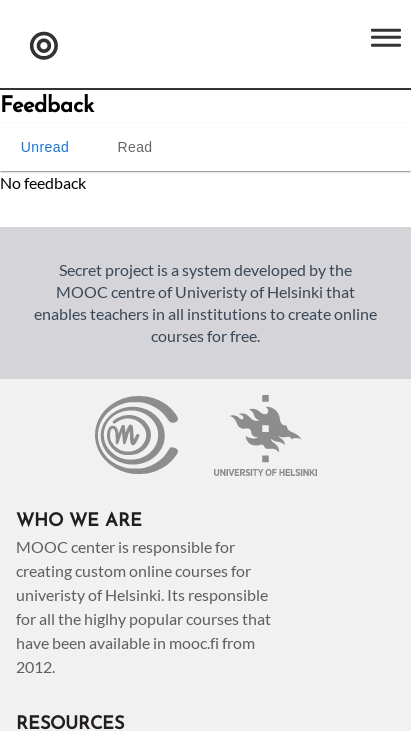 Feedback
Unread Read
No feedback
Secret project is a system developed by the
MOOC centre of Univeristy of Helsinki that
enables teachers in all institutions to create online
courses for free.
UNIVERSITY OF HELSINKI
WHO WE ARE
MOOC center is responsible for
creating custom online courses for
univeristy of Helsinki. Its responsible
for all the higlhy popular courses that
have been available in mooc.fi from
2012.
RESOURCES